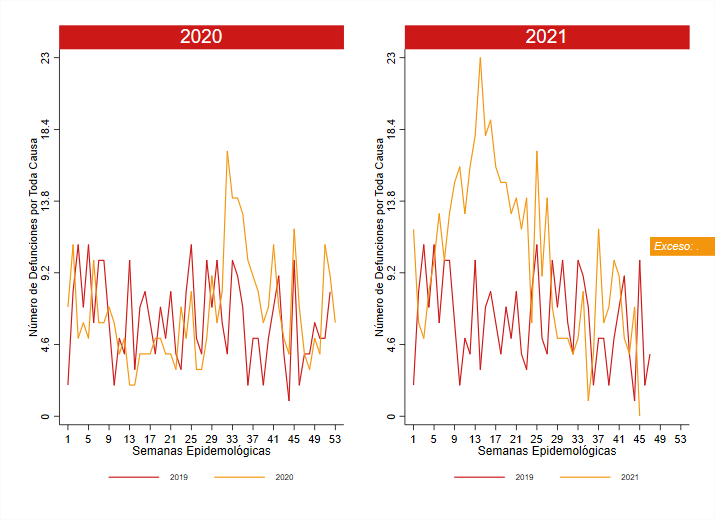 2020
Número de Defunciones por Toda Causa
23
18.4
13.8
9.2
4.6
0
1 5 9 13 17 21 25 29 33 37 41 45 49 53
Semanas Epidemiológicas
2019 2020
2021
Número de Defunciones por Toda Causa
23
18.4
13.8
9.2
4.6
0
Exceso: .
1 5 9 13 17 21 25 29 33 37 41 45 49 53
Semanas Epidemiológicas
2019 2021